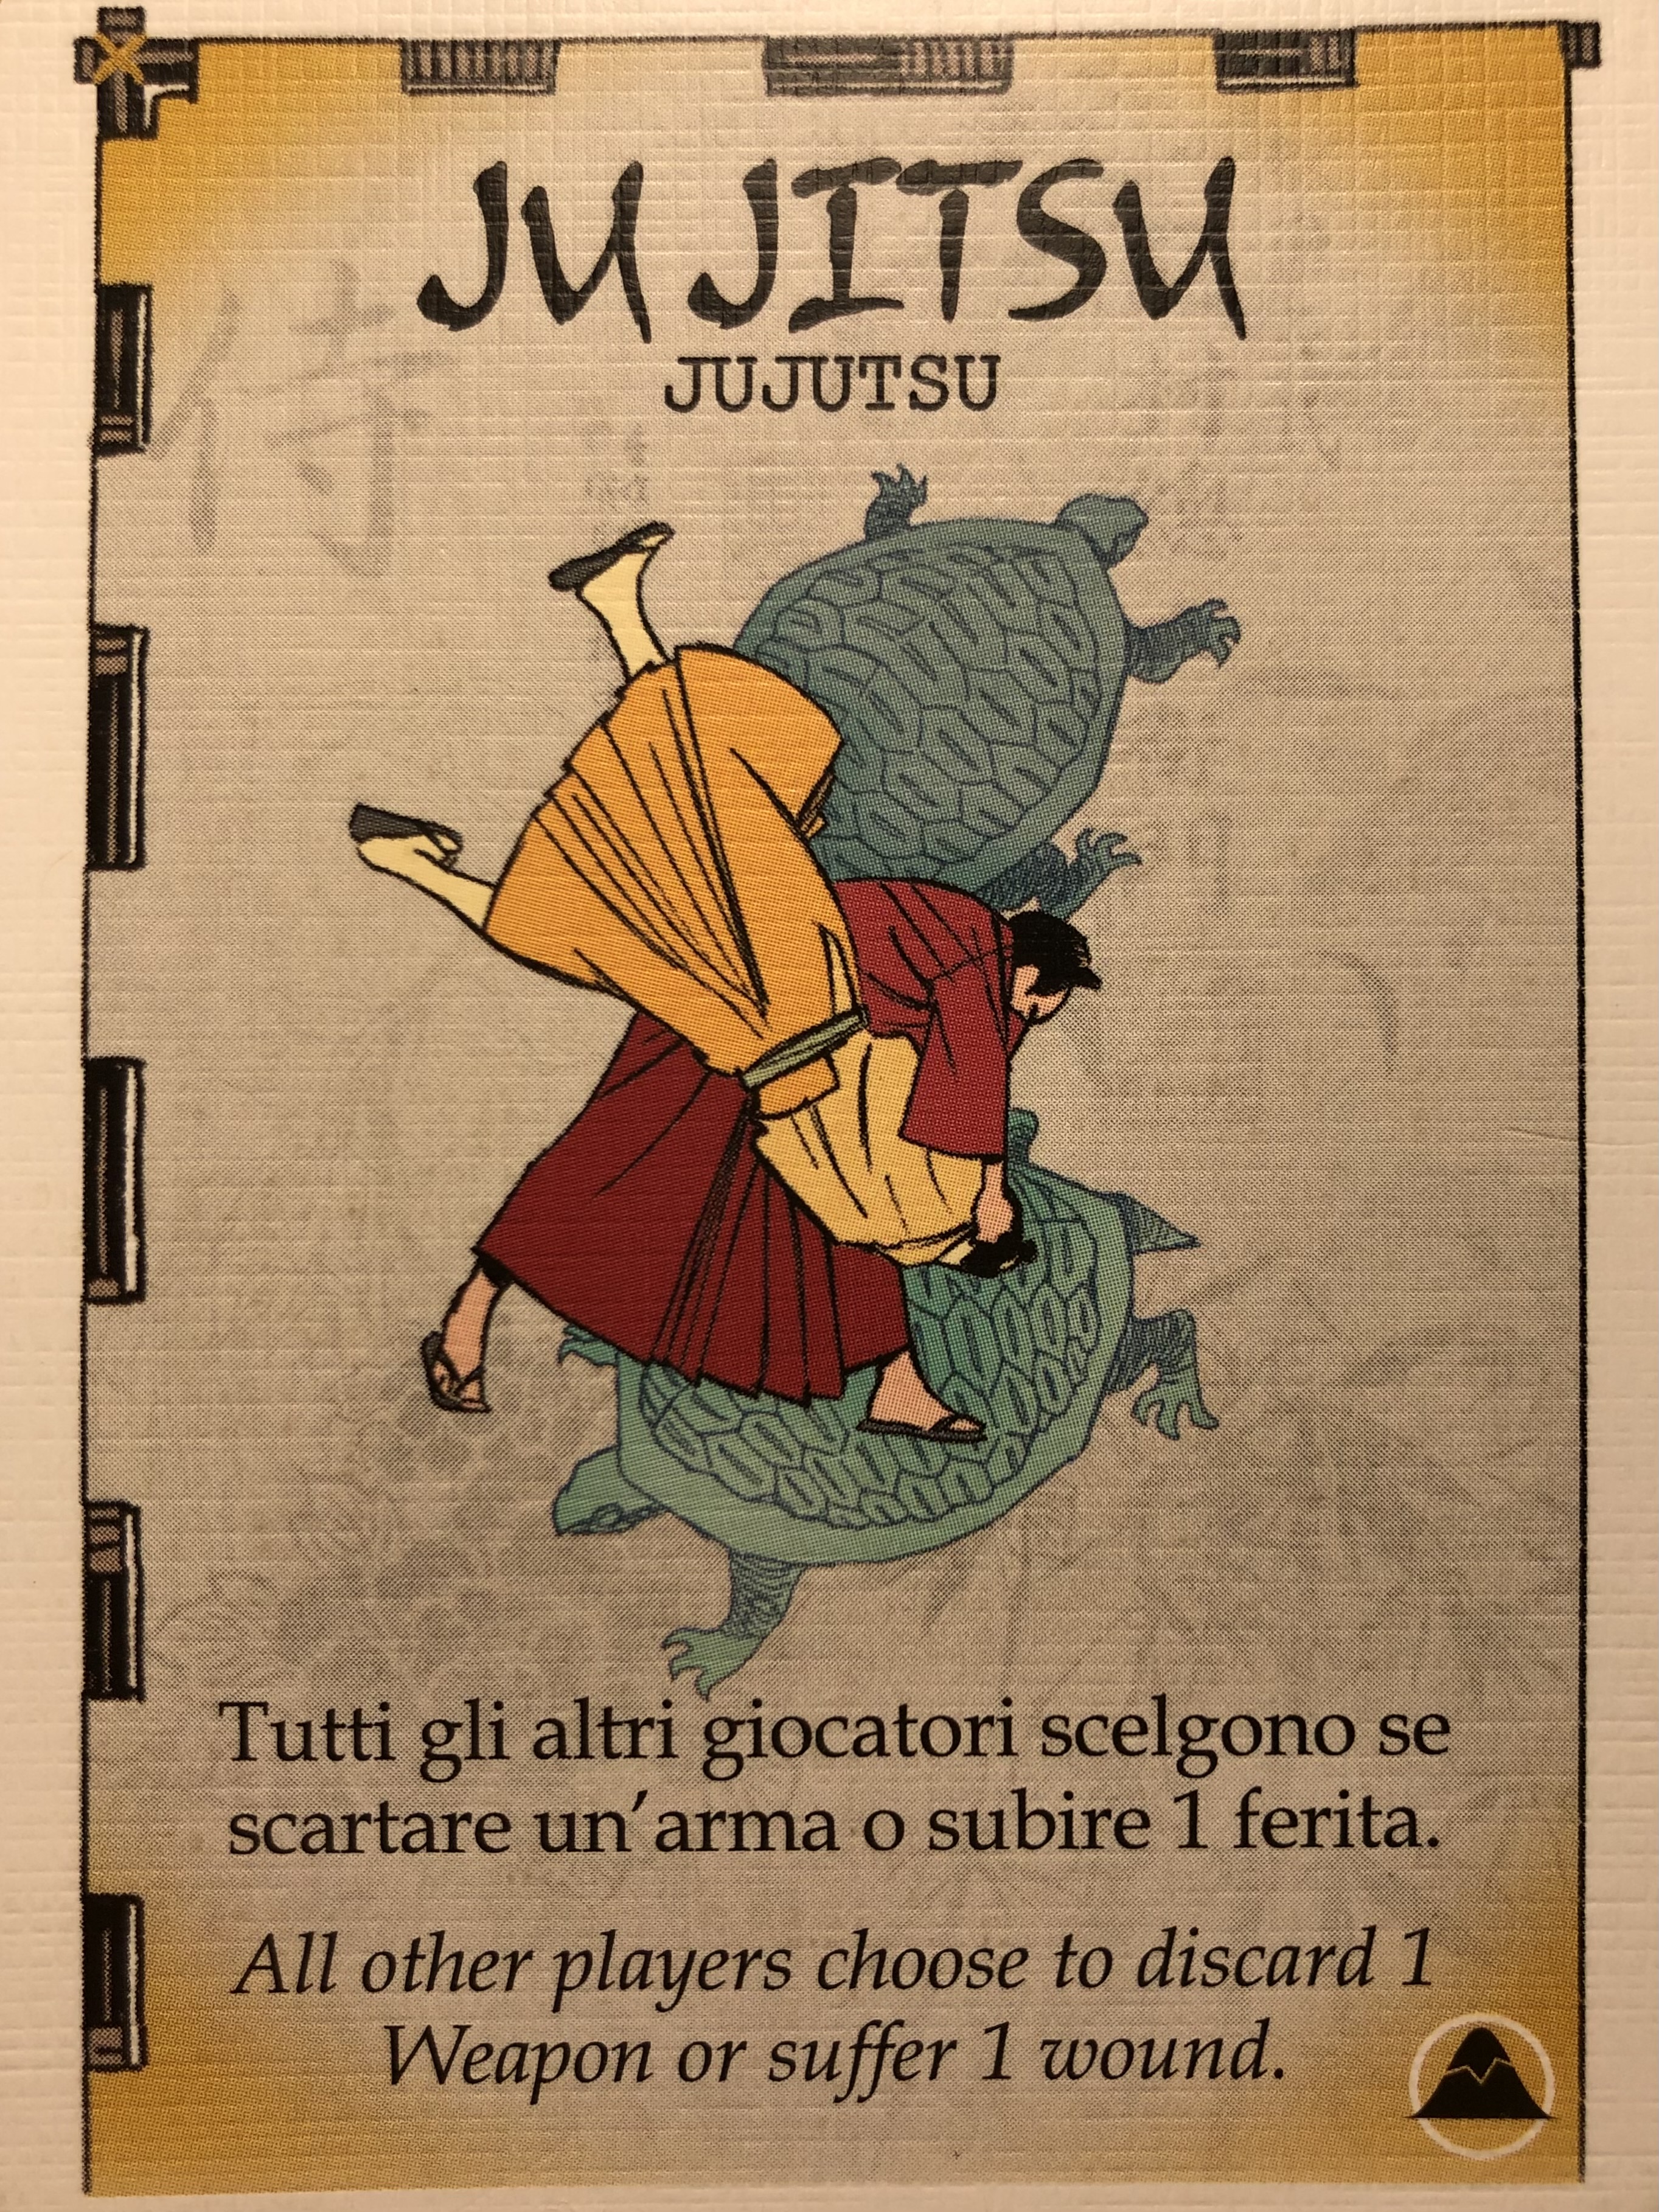 JU JITSU
JUJUTSU
侍
Tutti gli altri giocatori scelgono se
scartare un'arma o subire 1 ferita.
All other players choose to discard 1
Weapon or suffer 1 wound.